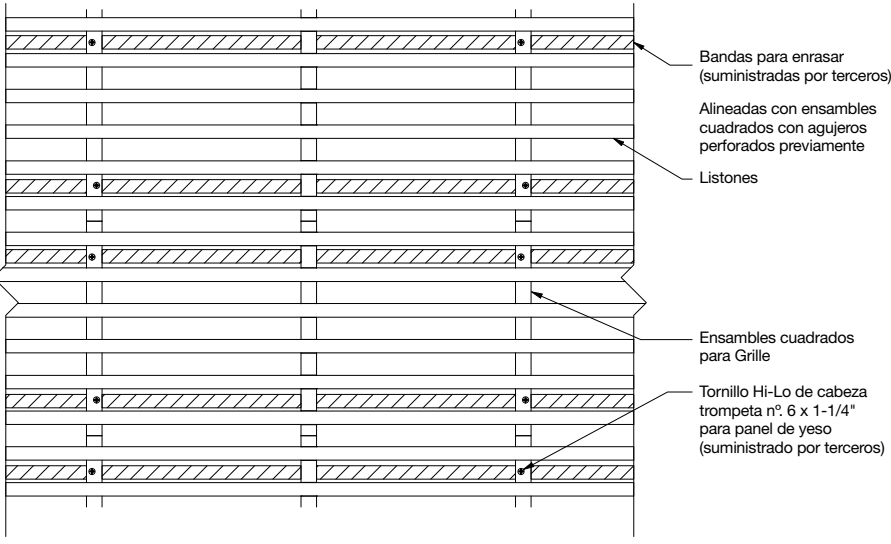 Bandas para enrasar
(suministradas por terceros)
Alineadas con ensambles
cuadrados con agujeros
perforados previamente
Listones
Ensambles cuadrados
para Grille
Tornillo Hi-Lo de cabeza
trompeta nº. 6 x 1-1/4"
para panel de yeso
(suministrado por terceros)